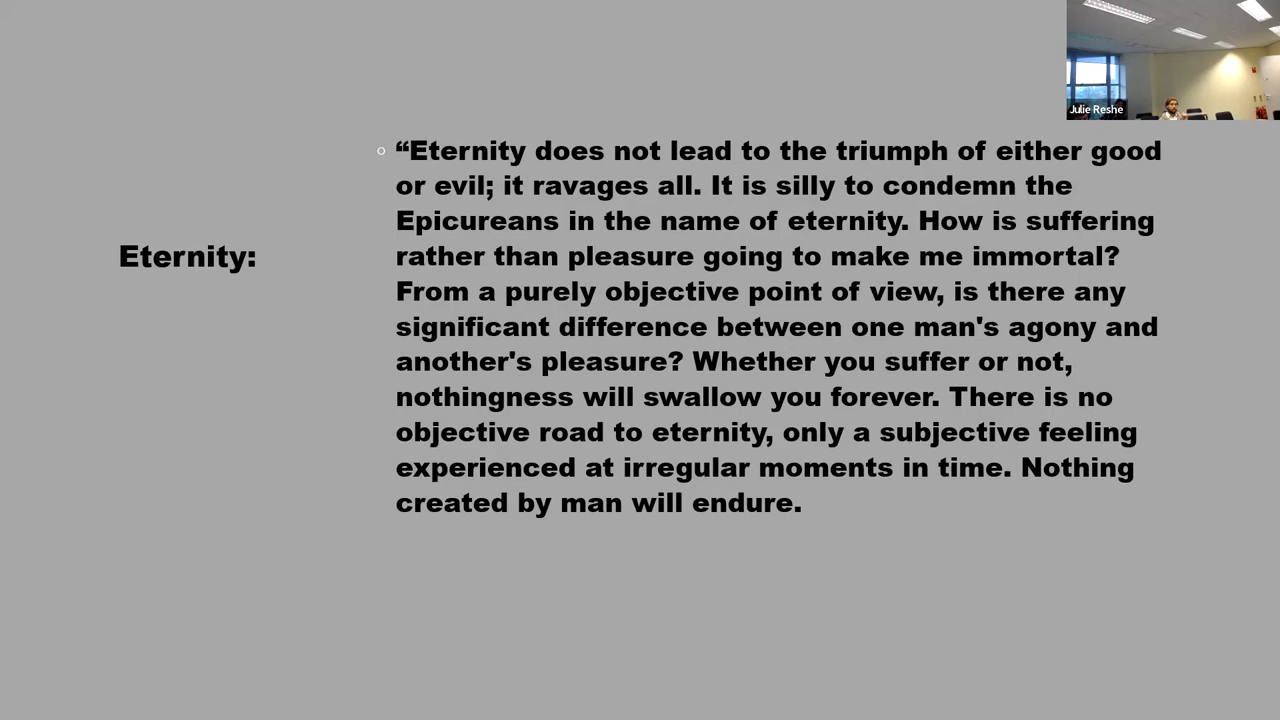 Julie Reshe
Eternity:
“Eternity does not lead to the triumph of either good
or evil; it ravages all. It is silly to condemn the
Epicureans in the name of eternity. How is suffering
rather than pleasure going to make me immortal?
From a purely objective point of view, is there any
significant difference between one man's agony and
another's pleasure? Whether you suffer or not,
nothingness will swallow you forever. There is no
objective road to eternity, only a subjective feeling
experienced at irregular moments in time. Nothing
created by man will endure.